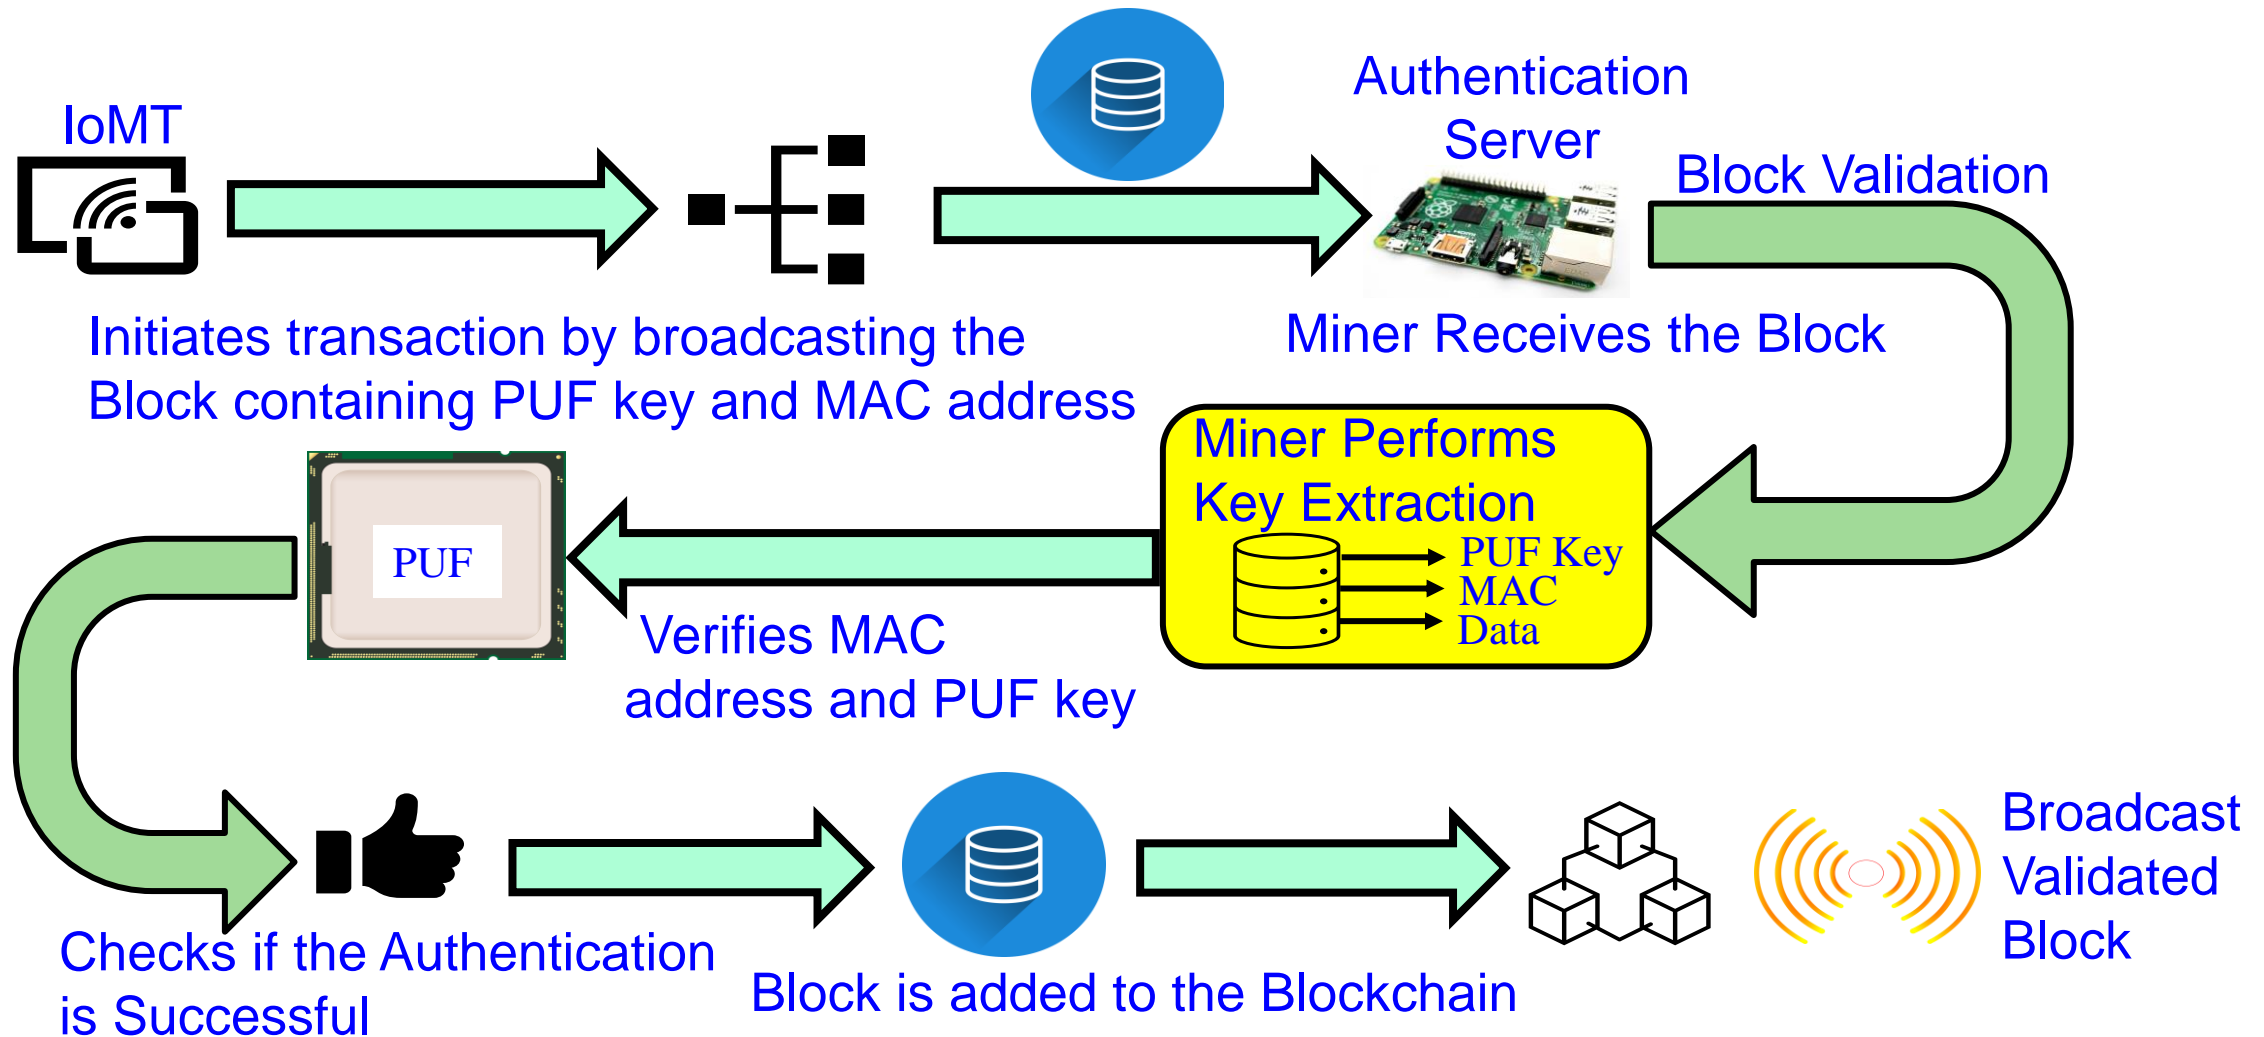 IoMT
Authentication
Server
Block Validation
Initiates transaction by broadcasting the
Block containing PUF key and MAC address
Miner Receives the Block
Miner Performs
Key Extraction
PUF Key
MAC
Data
PUF
Verifies MAC
address and PUF key
Checks if the Authentication
is Successful
Block is added to the Blockchain
Broadcast
Validated
Block